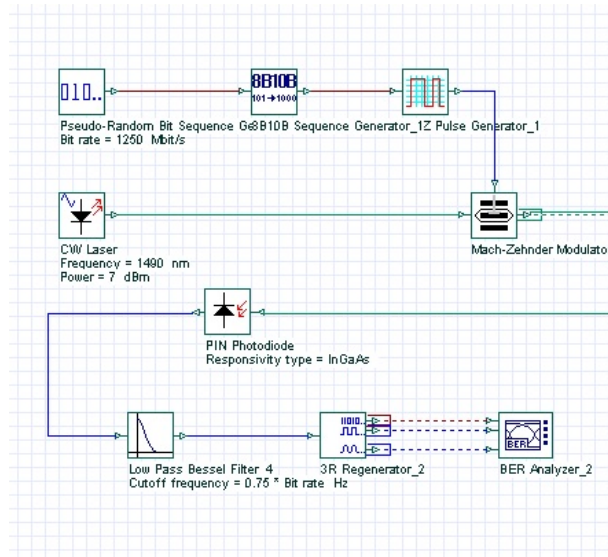 010..
8B10B
101→1000
Pseudo-Random Bit Sequence Ge8B10B Sequence Generator_1Z Pulse Generator_1
Bit rate = 1250 Mbit/s
CW Laser
Frequency = 1490 nm
Power = 7 dBm
Mach-Zehnder Modulato
PIN Photodiode
Responsivity type = InGaAs
11010..
BER
Low Pass Bessel Filter 4
3R Regenerator_2
BER Analyzer_2
Cutoff frequency = 0.75 * Bit rate Hz